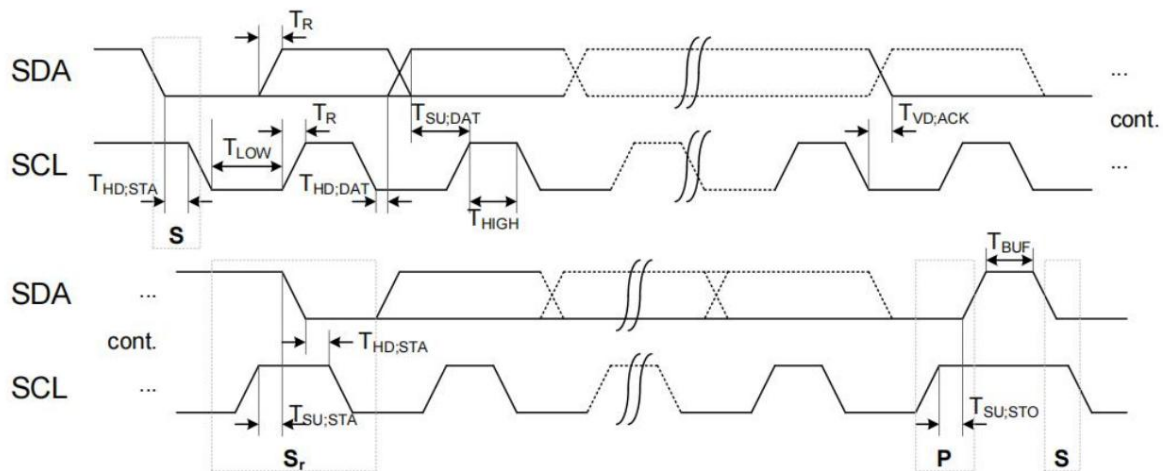 T_R
SDA ...
T_SU;DAT T_VD;ACK
T_R cont.
T_LOW
SCL ...
T_HD;STA T_HD;DAT
T_HIGH
S
T_BUF
SDA ...
cont. T_HD;STA
SCL ...
T_SU;STA T_SU;STO
S_r P S